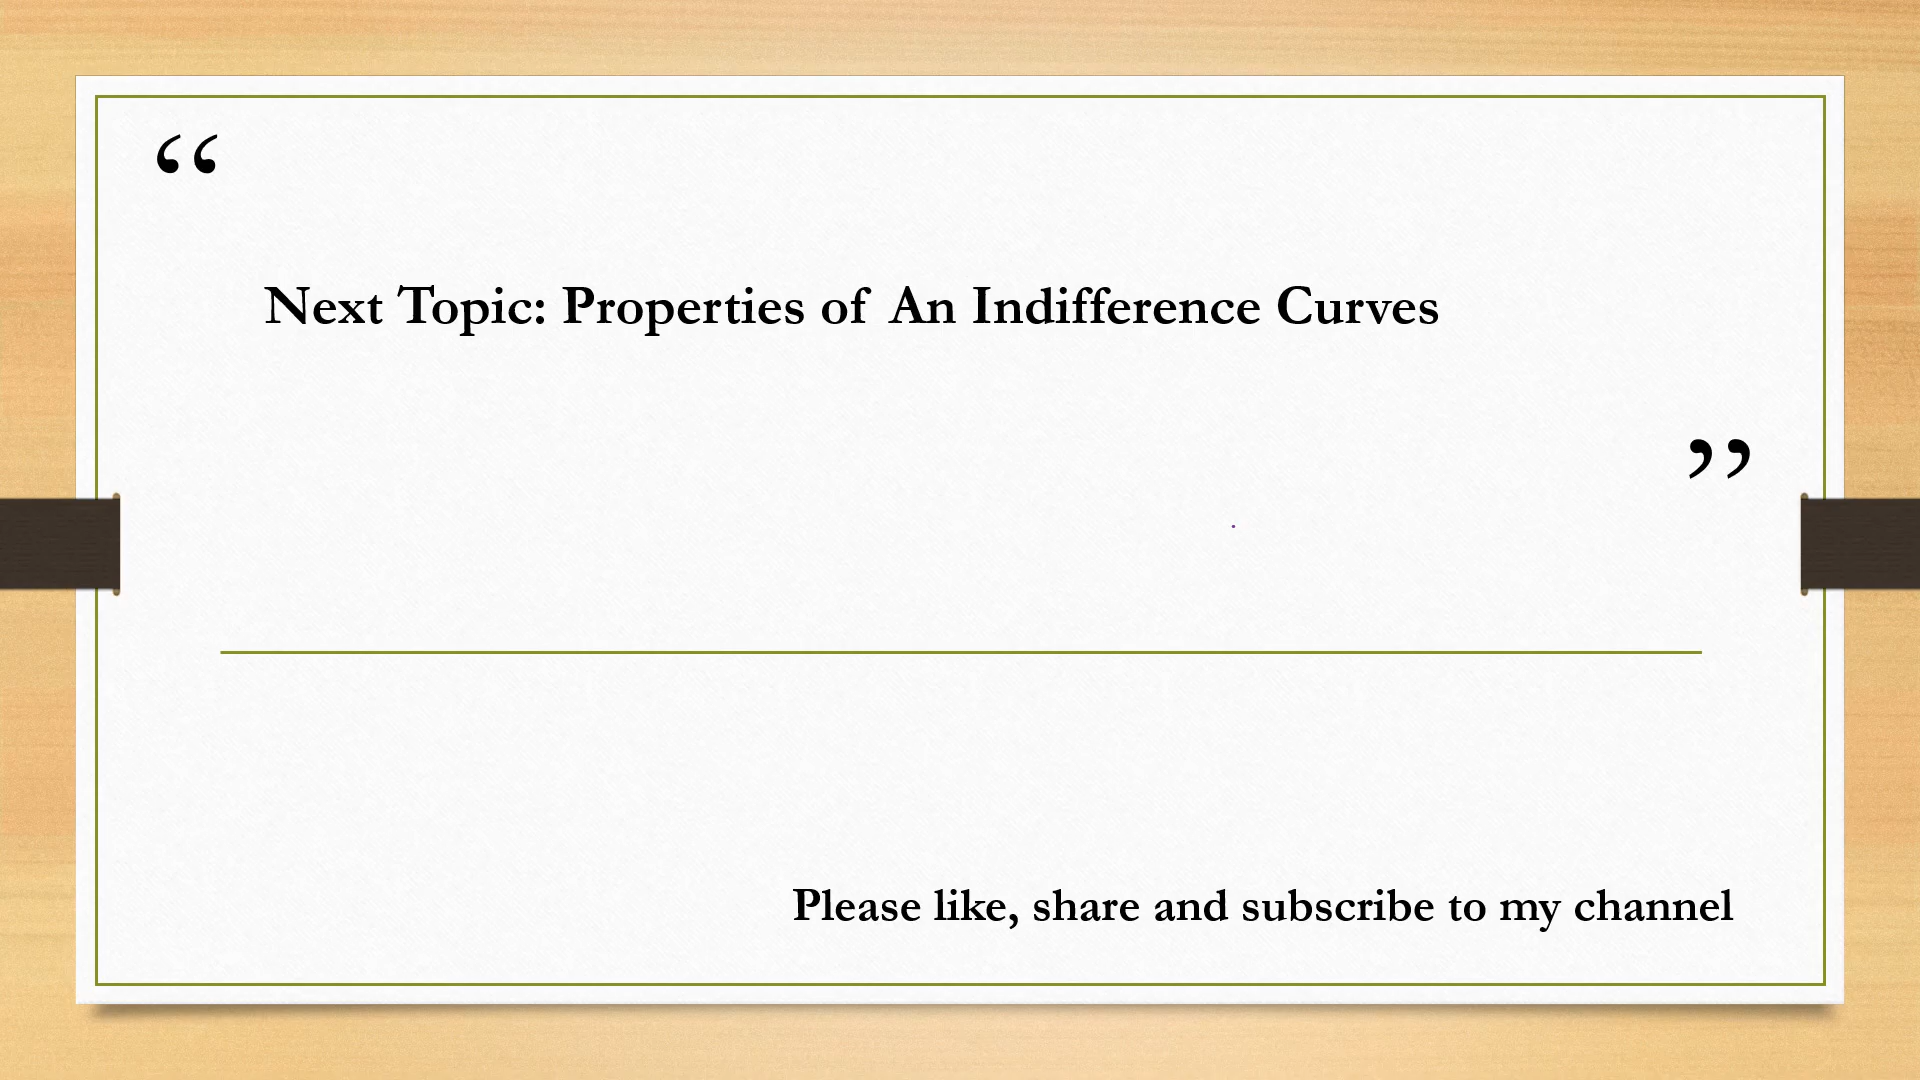 “
Next Topic: Properties of An Indifference Curves
”
Please like, share and subscribe to my channel